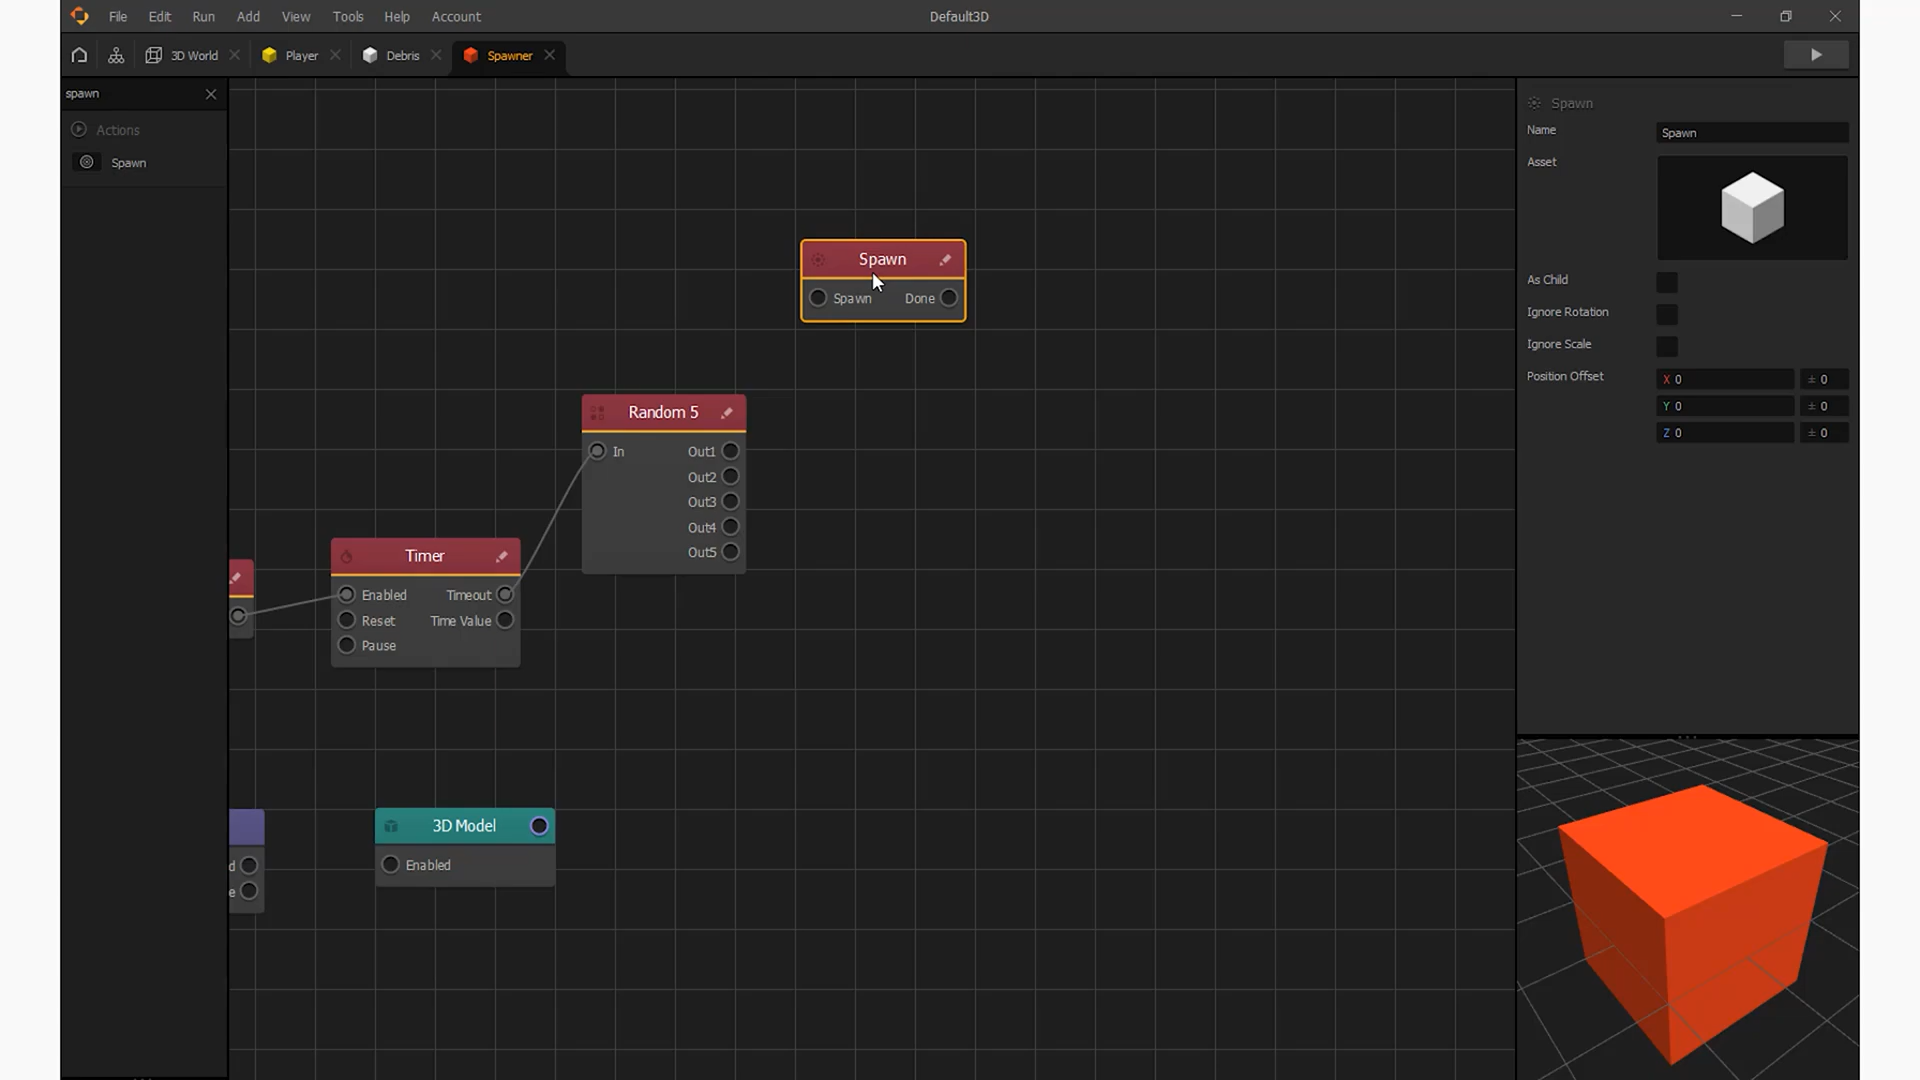 File Edit Run Add View Tools Help Account
Default3D
3D World
Player
Debris
Spawner
spawn
Actions
Spawn
Spawn
Spawn Done
Random 5
In Out1
Out2
Out3
Out4
Out5
Timer
Enabled Timeout
Reset Time Value
Pause
3D Model
Enabled
d
e
Spawn
Name Spawn
Asset
As Child
Ignore Rotation
Ignore Scale
Position Offset X 0 ± 0
Y 0 ± 0
Z 0 ± 0